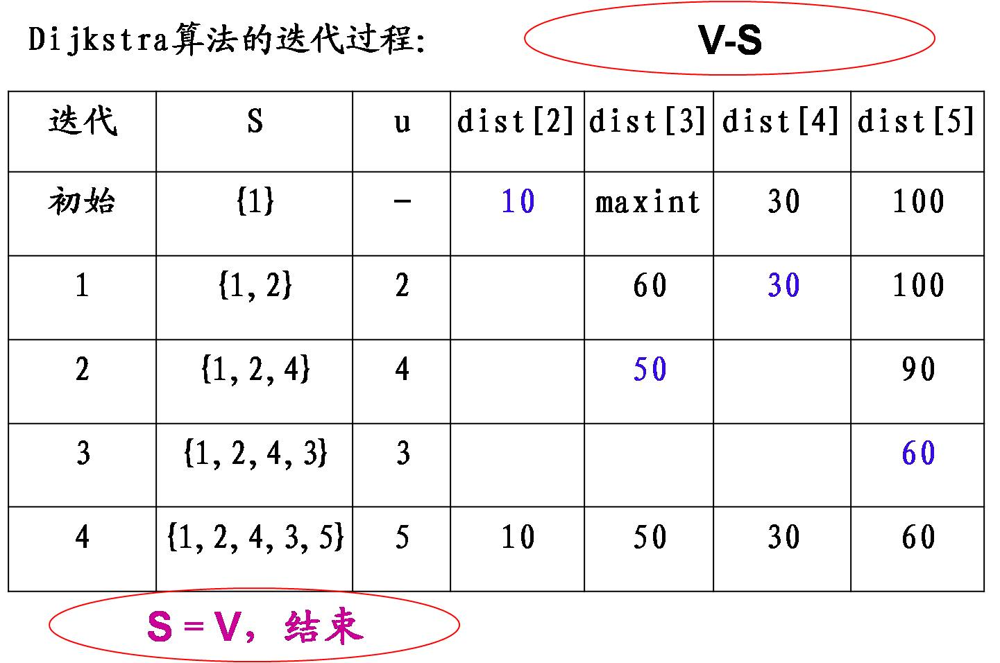 Dijkstra算法的迭代过程:
V-S
迭代 S u dist[2] dist[3] dist[4] dist[5]
初始 {1} - 10 maxint 30 100
1 {1,2} 2 60 30 100
2 {1,2,4} 4 50 90
3 {1,2,4,3} 3 60
4 {1,2,4,3,5} 5 10 50 30 60
S = V，结束